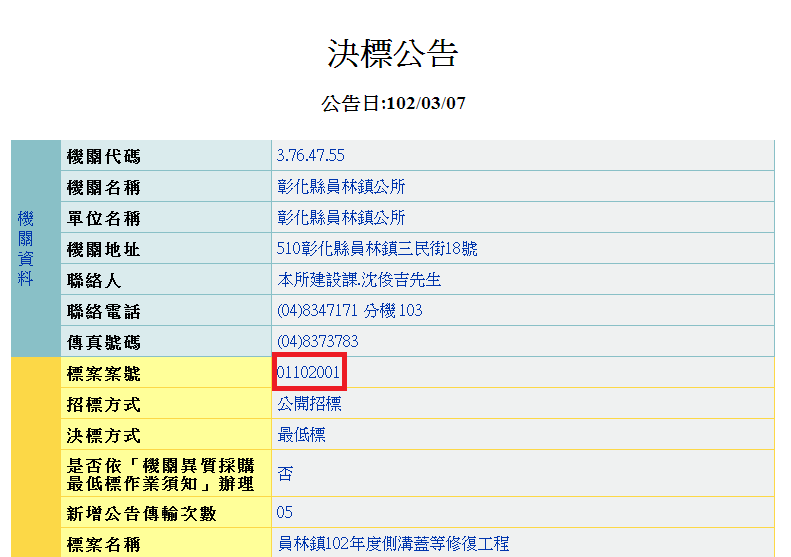 決標公告
公告日:102/03/07
機關資料
機關代碼 3.76.47.55
機關名稱 彰化縣員林鎮公所
單位名稱 彰化縣員林鎮公所
機關地址 510彰化縣員林鎮三民街18號
聯絡人 本所建設課.沈俊吉先生
聯絡電話 (04)8347171 分機 103
傳真號碼 (04)8373783
標案案號 01102001
招標方式 公開招標
決標方式 最低標
是否依「機關異質採購
最低標作業須知」辦理 否
新增公告傳輸次數 05
標案名稱 員林鎮102年度側溝蓋等修復工程